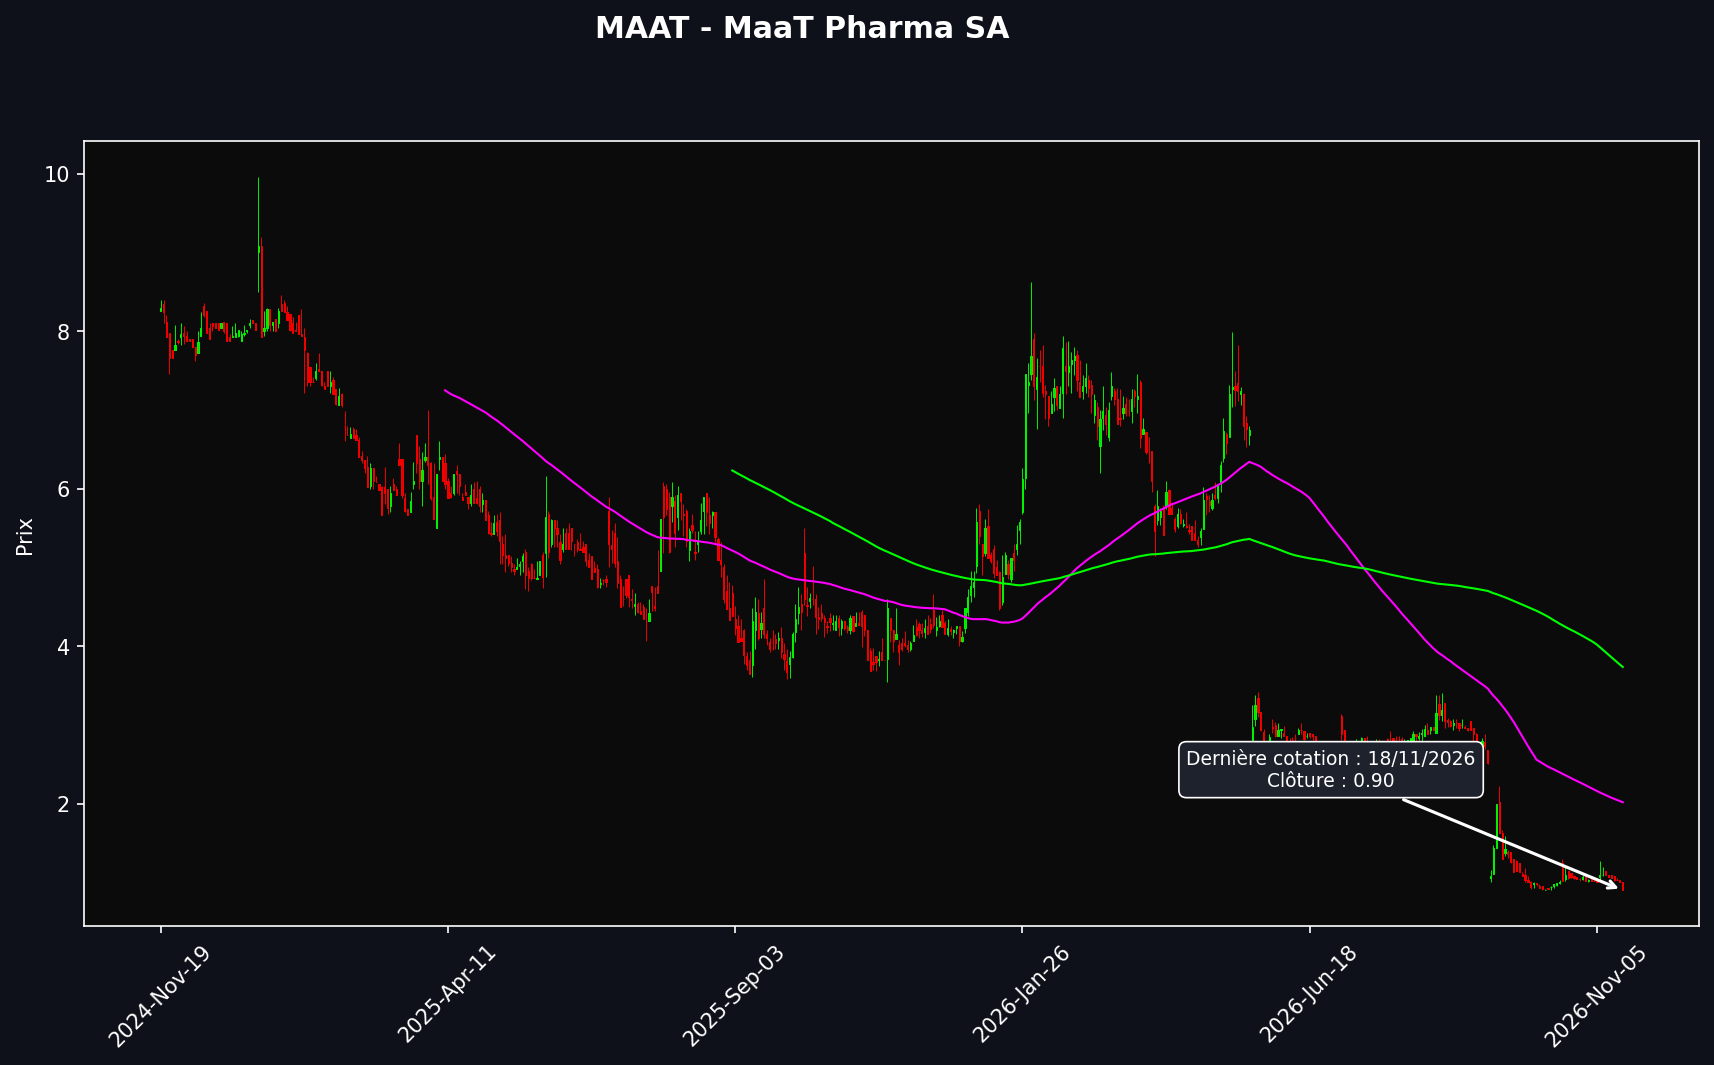 MAAT - MaaT Pharma SA
Prix
10
8
6
4
2
Dernière cotation : 18/11/2026
Clôture : 0.90
2024-Nov-19
2025-Apr-11
2025-Sep-03
2026-Jan-26
2026-Jun-18
2026-Nov-05